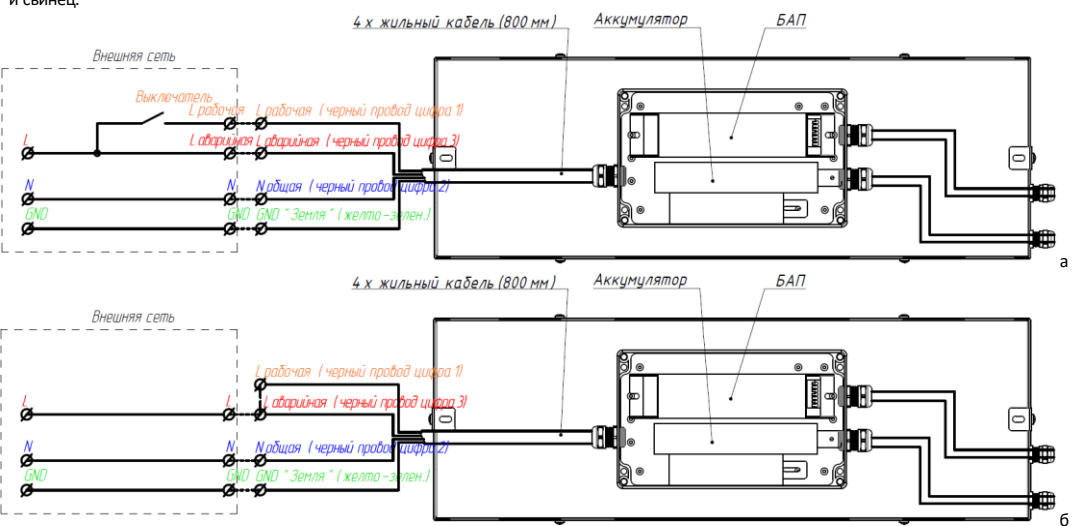 и свинец.
4 х жильный кабель (800 мм)
Аккумулятор
БАП
Внешняя сеть
Выключатель
L рабочая
L рабочая ( черный провод цифра 1)
L
L аварийная
L аварийная ( черный провод цифра 3)
N
N
N общая ( черный провод цифра 2)
GND
GND
GND " Земля " ( желто-зелен.)
а
4 х жильный кабель (800 мм)
Аккумулятор
БАП
Внешняя сеть
L рабочая ( черный провод цифра 1)
L
L
L аварийная ( черный провод цифра 3)
N
N
N общая ( черный провод цифра 2)
GND
GND
GND " Земля " ( желто-зелен.)
б